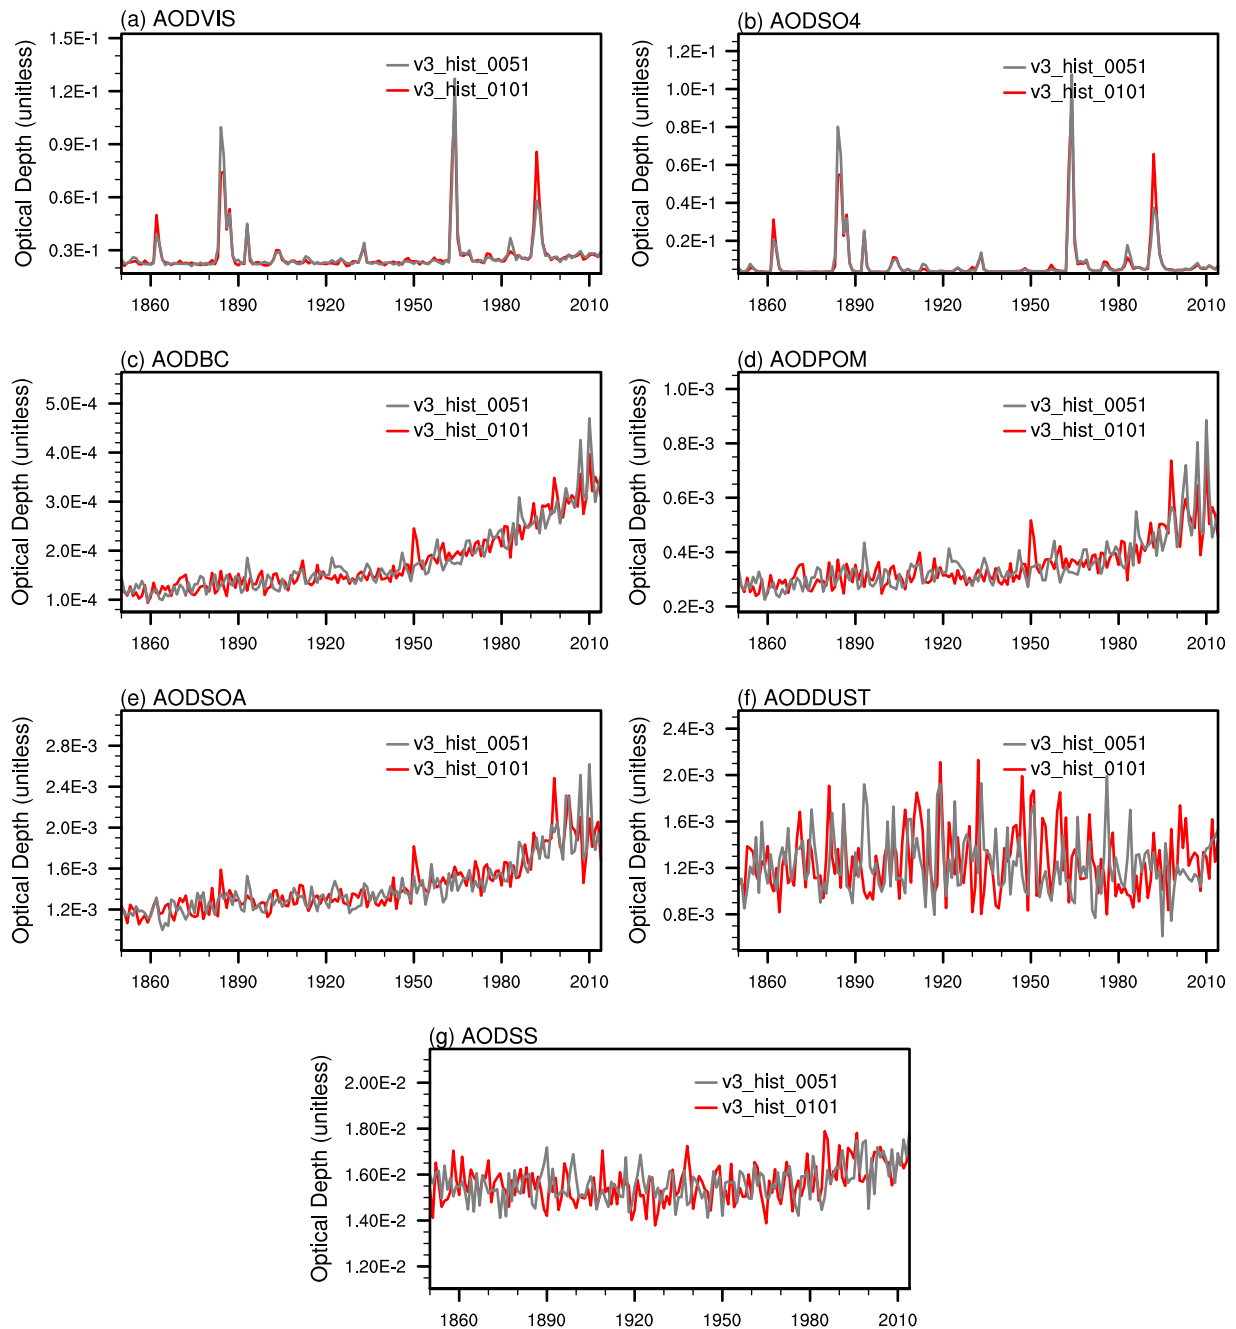 (a) AODVIS
Optical Depth (unitless)
1.5E-1
1.2E-1
0.9E-1
0.6E-1
0.3E-1
v3_hist_0051
v3_hist_0101
1860 1890 1920 1950 1980 2010
(b) AODSO4
Optical Depth (unitless)
1.2E-1
1.0E-1
0.8E-1
0.6E-1
0.4E-1
0.2E-1
v3_hist_0051
v3_hist_0101
1860 1890 1920 1950 1980 2010
(c) AODBC
Optical Depth (unitless)
5.0E-4
4.0E-4
3.0E-4
2.0E-4
1.0E-4
v3_hist_0051
v3_hist_0101
1860 1890 1920 1950 1980 2010
(d) AODPOM
Optical Depth (unitless)
1.0E-3
0.8E-3
0.6E-3
0.4E-3
0.2E-3
v3_hist_0051
v3_hist_0101
1860 1890 1920 1950 1980 2010
(e) AODSOA
Optical Depth (unitless)
2.8E-3
2.4E-3
2.0E-3
1.6E-3
1.2E-3
v3_hist_0051
v3_hist_0101
1860 1890 1920 1950 1980 2010
(f) AODDUST
Optical Depth (unitless)
2.4E-3
2.0E-3
1.6E-3
1.2E-3
0.8E-3
v3_hist_0051
v3_hist_0101
1860 1890 1920 1950 1980 2010
(g) AODSS
Optical Depth (unitless)
2.00E-2
1.80E-2
1.60E-2
1.40E-2
1.20E-2
v3_hist_0051
v3_hist_0101
1860 1890 1920 1950 1980 2010